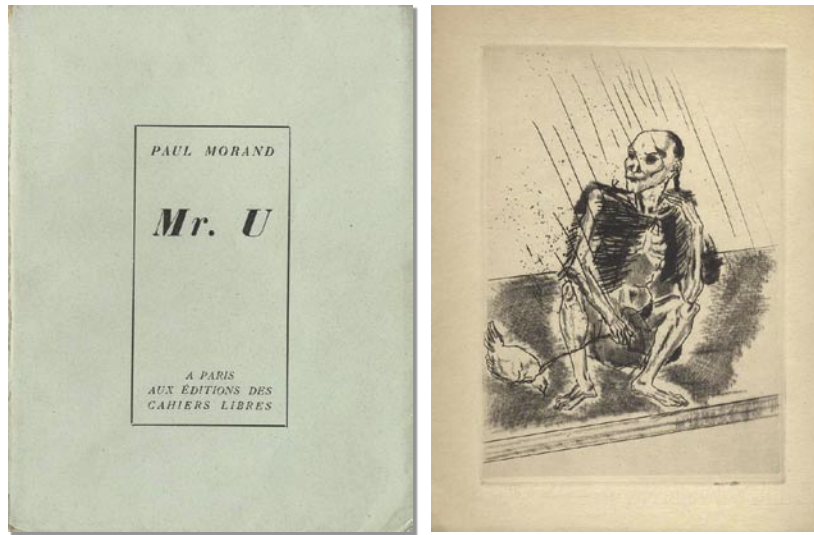 PAUL MORAND
Mr. U
A PARIS
AUX ÉDITIONS DES
CAHIERS LIBRES